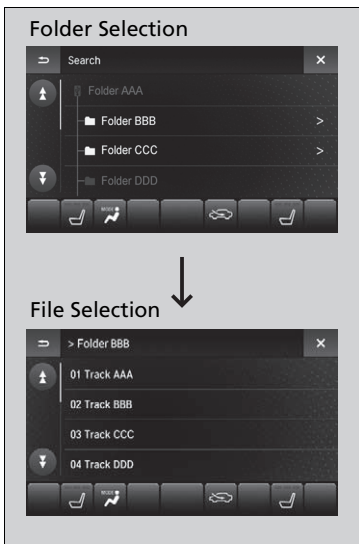 Folder Selection
Search
Folder AAA
Folder BBB
Folder CCC
Folder DDD
File Selection
> Folder BBB
01 Track AAA
02 Track BBB
03 Track CCC
04 Track DDD